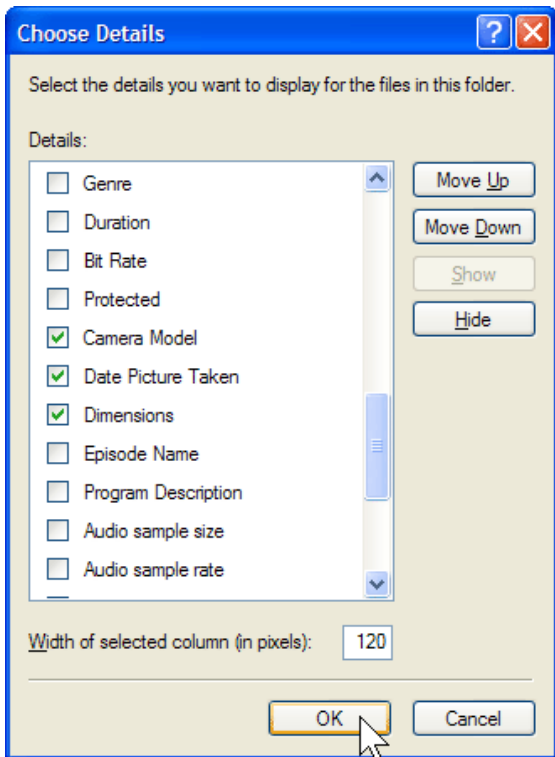 Choose Details
Select the details you want to display for the files in this folder.
Details:
Genre
Duration
Bit Rate
Protected
Camera Model
Date Picture Taken
Dimensions
Episode Name
Program Description
Audio sample size
Audio sample rate
Move Up
Move Down
Show
Hide
Width of selected column (in pixels): 120
OK Cancel